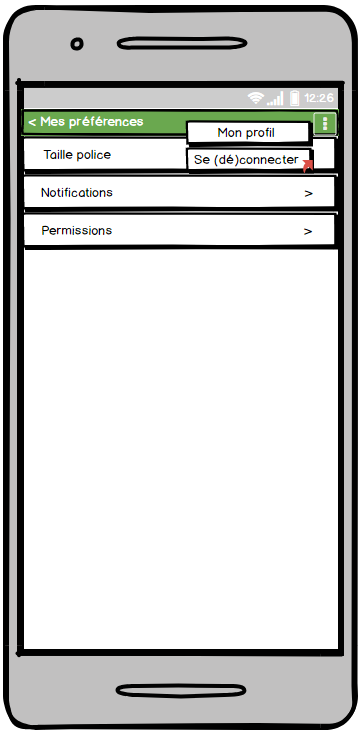 12:26
< Mes préférences
Mon profil
Taille police
Se (dé)connecter
Notifications >
Permissions >